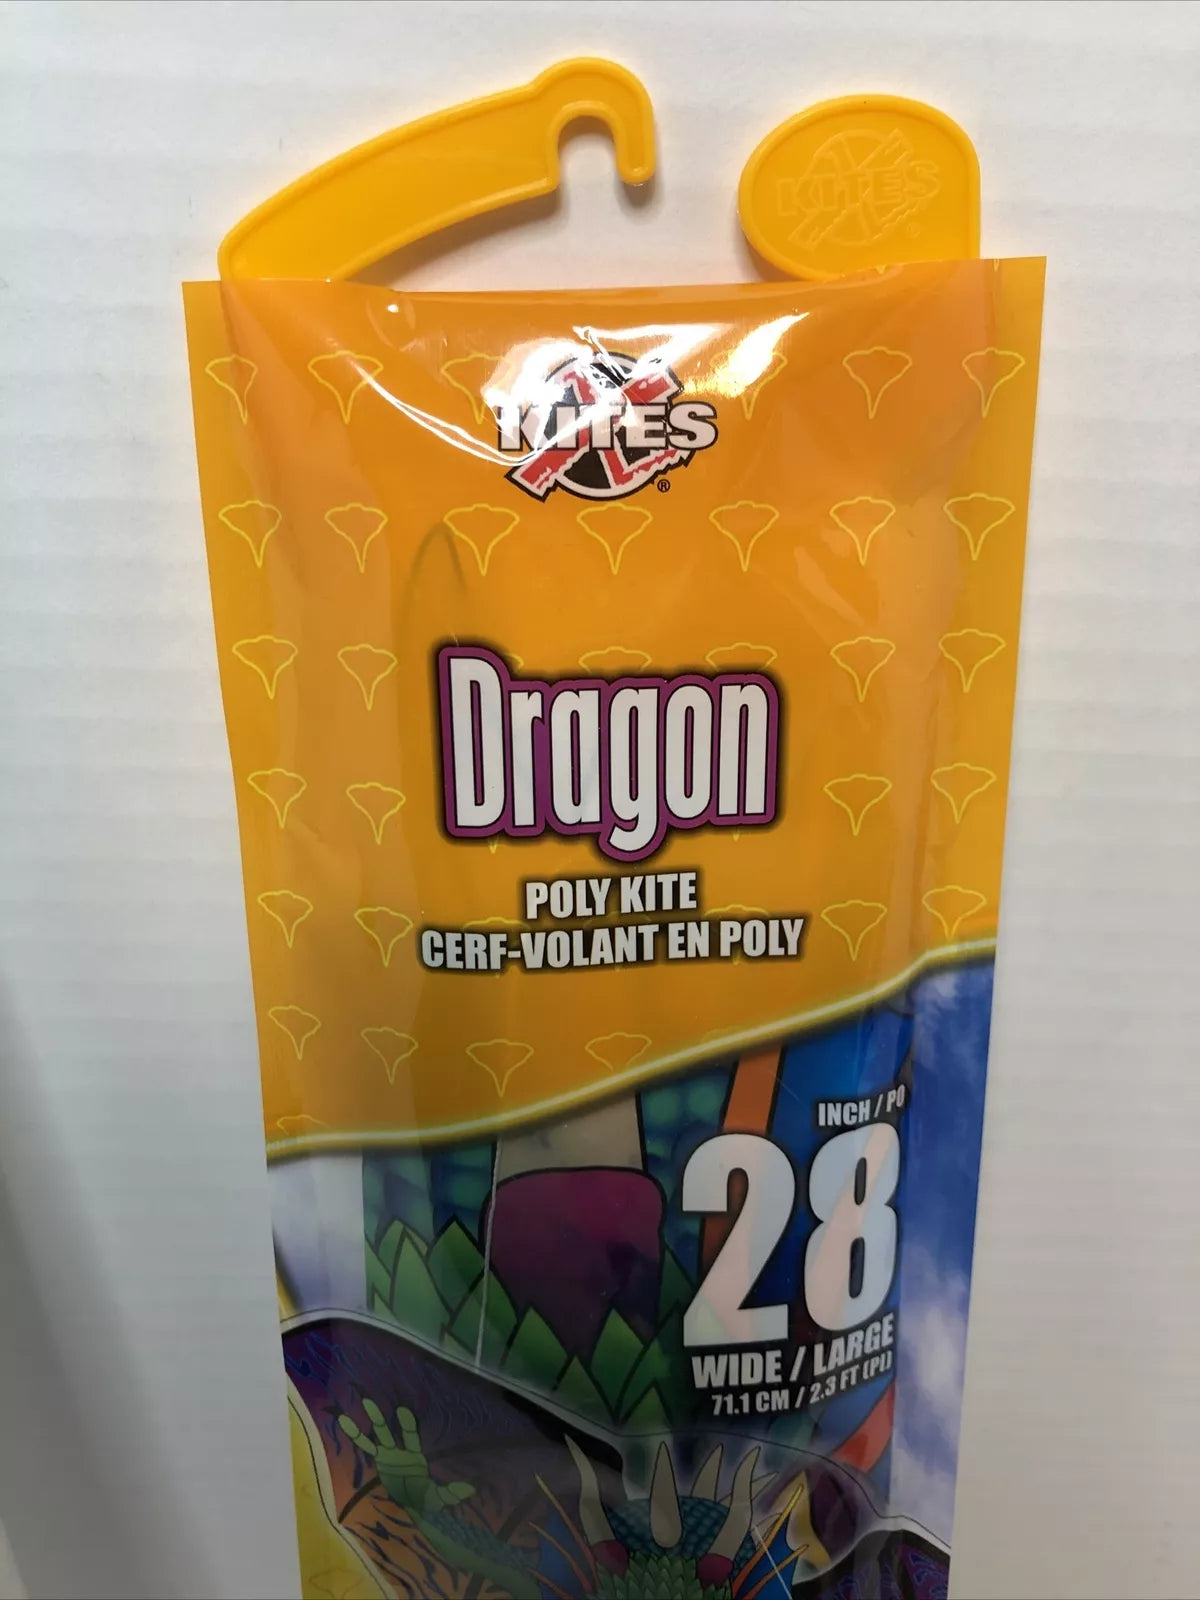 KITES
®
KITES
®
Dragon
POLY KITE
CERF-VOLANT EN POLY
INCH / PO
28
WIDE / LARGE
71.1 CM / 2.3 FT (PI)